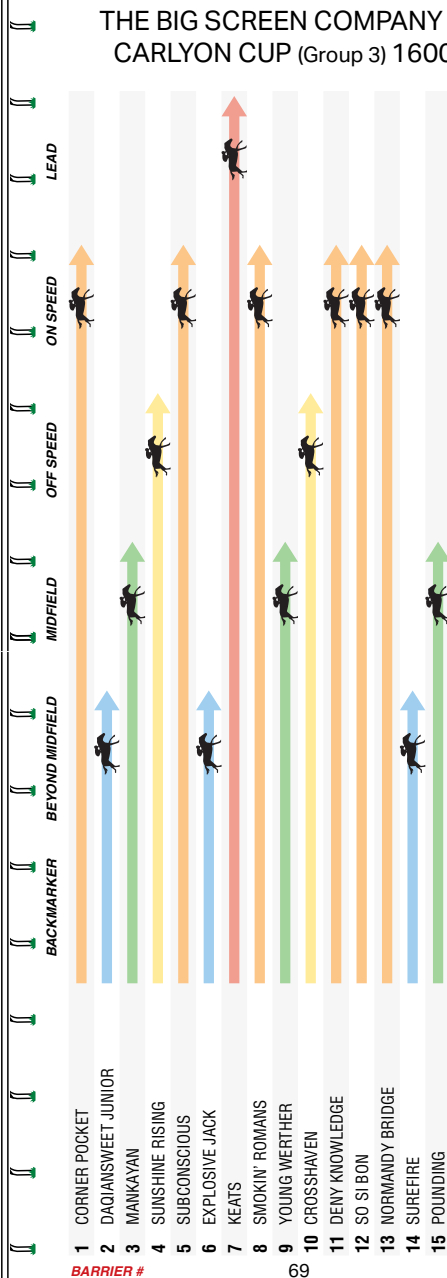 THE BIG SCREEN COMPANY
CARLYON CUP (Group 3) 1600
LEAD
ON SPEED
OFF SPEED
MIDFIELD
BEYOND MIDFIELD
BACKMARKER
1 CORNER POCKET
2 DAQIANSWEET JUNIOR
3 MANKAYAN
4 SUNSHINE RISING
5 SUBCONSCIOUS
6 EXPLOSIVE JACK
7 KEATS
8 SMOKIN' ROMANS
9 YOUNG WERTHER
10 CROSSHAVEN
11 DENY KNOWLEDGE
12 SO SI BON
13 NORMANDY BRIDGE
14 SUREFIRE
15 POUNDING
BARRIER #
69